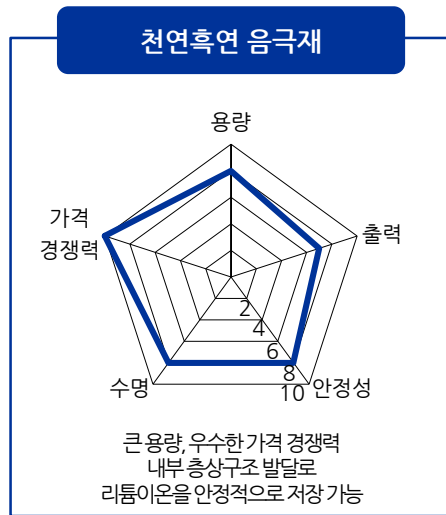 천연흑연 음극재
용량
가격
경쟁력
출력
2
4
6
8
10
수명
안정성
큰 용량, 우수한 가격 경쟁력
내부 층상구조 발달로
리튬이온을 안정적으로 저장 가능